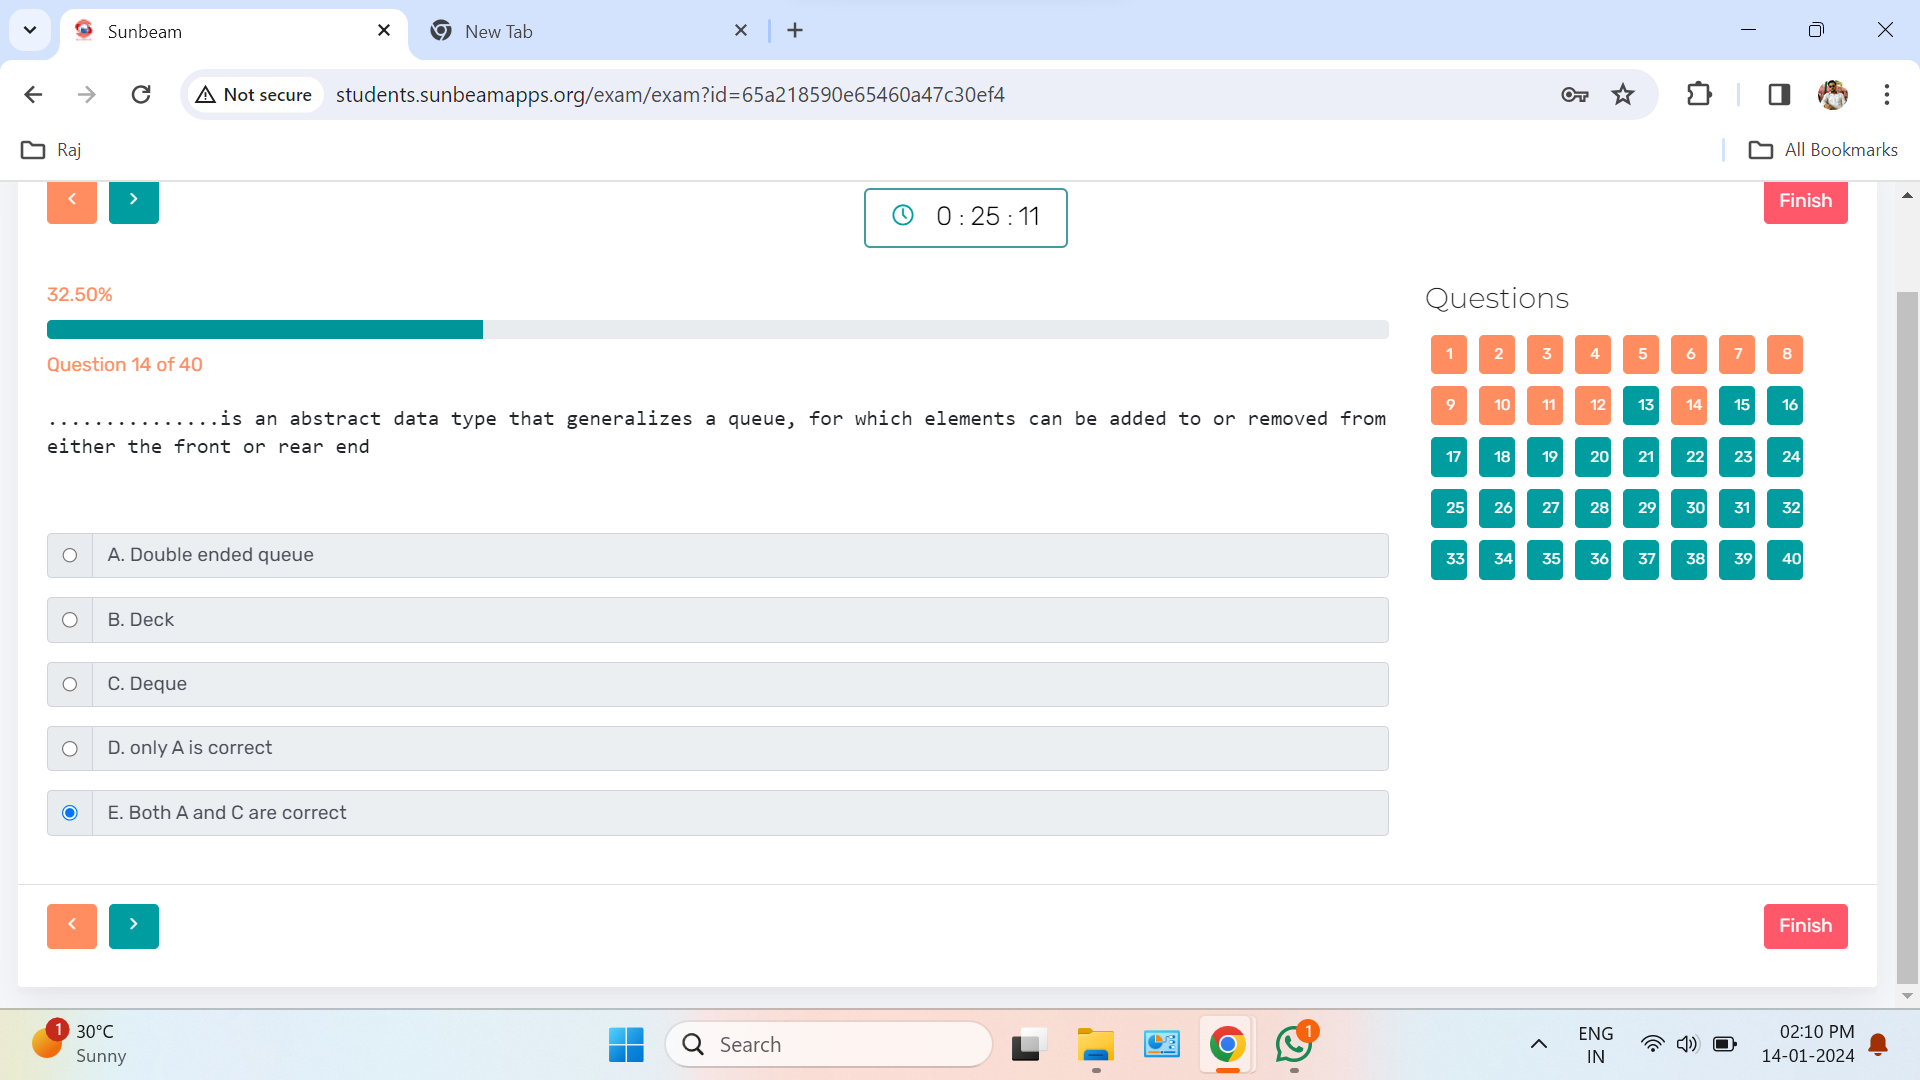 Sunbeam
New Tab
Not secure
students.sunbeamapps.org/exam/exam?id=65a218590e65460a47c30ef4
Raj
All Bookmarks
<
>
0 : 25 : 11
Finish
32.50%
Question 14 of 40
Questions
1 2 3 4 5 6 7 8
9 10 11 12 13 14 15 16
17 18 19 20 21 22 23 24
25 26 27 28 29 30 31 32
33 34 35 36 37 38 39 40
...............is an abstract data type that generalizes a queue, for which elements can be added to or removed from
either the front or rear end
A. Double ended queue
B. Deck
C. Deque
D. only A is correct
E. Both A and C are correct
<
>
Finish
1
30°C
Sunny
Search
1
ENG
IN
02:10 PM
14-01-2024